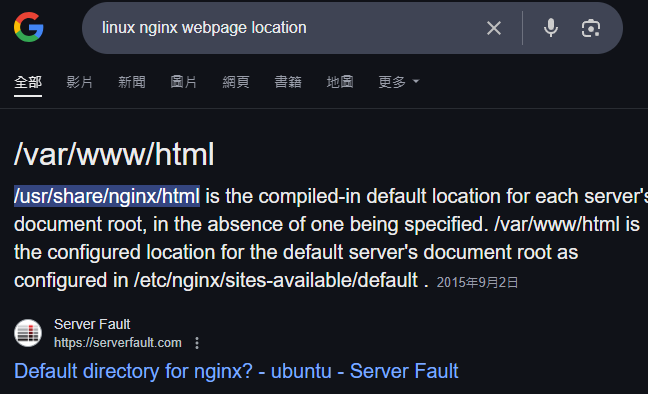 linux nginx webpage location
全部 影片 新聞 圖片 網頁 書籍 地圖 更多
/var/www/html
/usr/share/nginx/html is the compiled-in default location for each server's
document root, in the absence of one being specified. /var/www/html is
the configured location for the default server's document root as
configured in /etc/nginx/sites-available/default . 2015年9月2日
Server Fault
https://serverfault.com
Default directory for nginx? - ubuntu - Server Fault